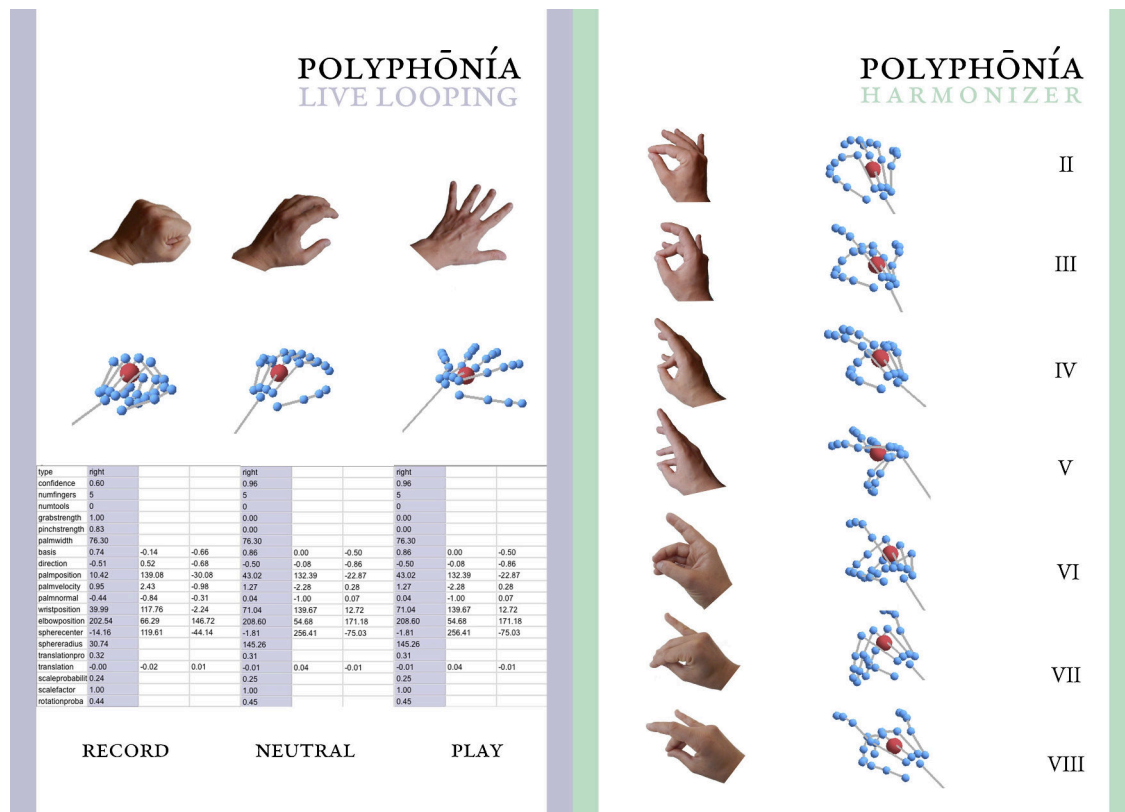 POLYPHŌNÍA
LIVE LOOPING
type right right right
confidence 0.60 0.96 0.96
numfingers 5 5 5
numtools 0 0 0
grabstrength 1.00 0.00 0.00
pinchstrength 0.83 0.00 0.00
palmwidth 76.30 76.30 76.30
basis 0.74 -0.14 -0.66 0.86 0.00 -0.50 0.86 0.00 -0.50
direction -0.51 0.52 -0.68 -0.50 -0.08 -0.86 -0.50 -0.08 -0.86
palmposition 10.42 139.08 -30.08 43.02 132.39 -22.87 43.02 132.39 -22.87
palmvelocity 0.95 2.43 -0.98 1.27 -2.28 0.28 1.27 -2.28 0.28
palmnormal -0.44 -0.84 -0.31 0.04 -1.00 0.07 0.04 -1.00 0.07
wristposition 39.99 117.76 -2.24 71.04 139.67 12.72 71.04 139.67 12.72
elbowposition 202.54 66.29 146.72 208.60 54.68 171.18 208.60 54.68 171.18
spherecenter -14.16 119.61 -44.14 -1.81 256.41 -75.03 -1.81 256.41 -75.03
sphereradius 30.74 145.26 145.26
translationpro 0.32 0.31 0.31
translation -0.00 -0.02 0.01 -0.01 0.04 -0.01 -0.01 0.04 -0.01
scaleprobabilit 0.24 0.25 0.25
scalefactor 1.00 1.00 1.00
rotationproba 0.44 0.45 0.45
RECORD NEUTRAL PLAY
POLYPHŌNÍA
HARMONIZER
II
III
IV
V
VI
VII
VIII